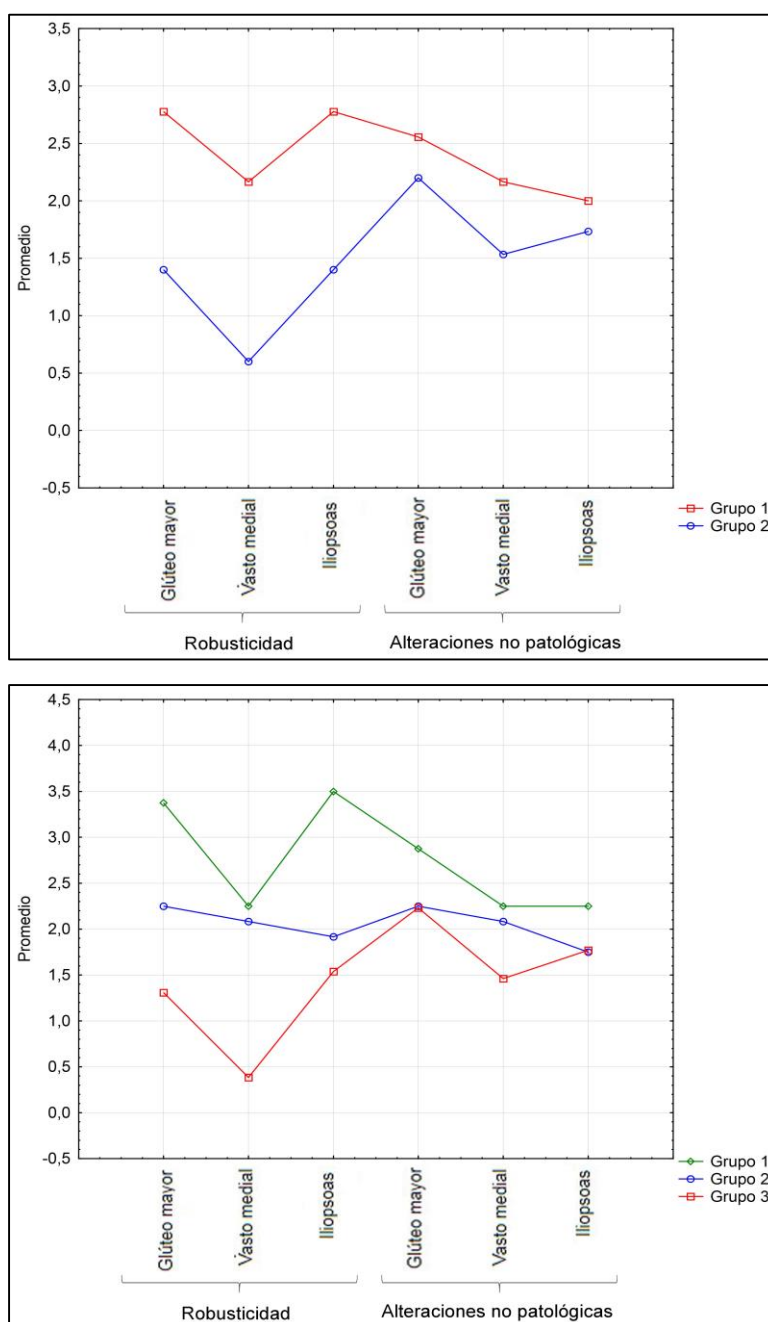 3,5
3,0
2,5
2,0
1,5
1,0
0,5
0,0
-0,5
Promedio
Glúteo mayor
Vasto medial
Iliopsoas
Glúteo mayor
Vasto medial
Iliopsoas
Robusticidad
Alteraciones no patológicas
Grupo 1
Grupo 2
4,5
4,0
3,5
3,0
2,5
2,0
1,5
1,0
0,5
0,0
-0,5
Promedio
Glúteo mayor
Vasto medial
Iliopsoas
Glúteo mayor
Vasto medial
Iliopsoas
Robusticidad
Alteraciones no patológicas
Grupo 1
Grupo 2
Grupo 3